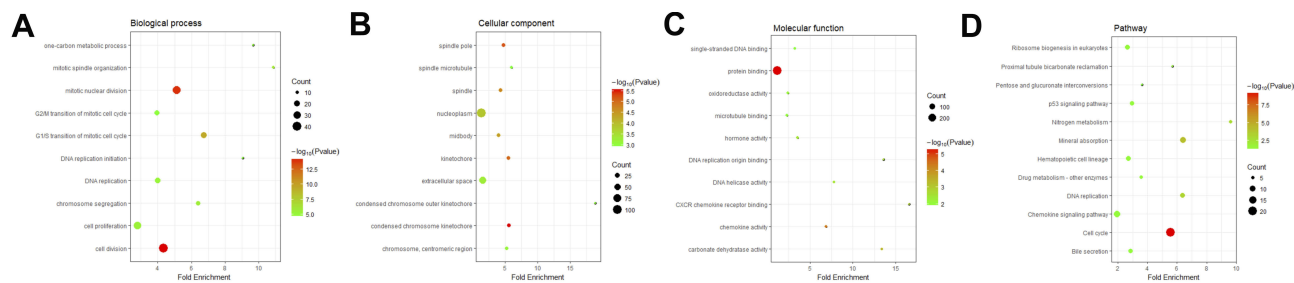 A
Biological process
one-carbon metabolic process
mitotic spindle organization
mitotic nuclear division
G2/M transition of mitotic cell cycle
G1/S transition of mitotic cell cycle
DNA replication initiation
DNA replication
chromosome segregation
cell proliferation
cell division
4 6 8 10
Fold Enrichment
Count
10
20
30
40
−log10(Pvalue)
12.5
10.0
7.5
5.0
B
Cellular component
spindle pole
spindle microtubule
spindle
nucleoplasm
midbody
kinetochore
extracellular space
condensed chromosome outer kinetochore
condensed chromosome kinetochore
chromosome, centromeric region
5 10 15
Fold Enrichment
−log10(Pvalue)
5.5
5.0
4.5
4.0
3.5
3.0
Count
25
50
75
100
C
Molecular function
single-stranded DNA binding
protein binding
oxidoreductase activity
microtubule binding
hormone activity
DNA replication origin binding
DNA helicase activity
CXCR chemokine receptor binding
chemokine activity
carbonate dehydratase activity
5 10 15
Fold Enrichment
Count
100
200
−log10(Pvalue)
5
4
3
2
D
Pathway
Ribosome biogenesis in eukaryotes
Proximal tubule bicarbonate reclamation
Pentose and glucuronate interconversions
p53 signaling pathway
Nitrogen metabolism
Mineral absorption
Hematopoietic cell lineage
Drug metabolism - other enzymes
DNA replication
Chemokine signaling pathway
Cell cycle
Bile secretion
2 4 6 8 10
Fold Enrichment
−log10(Pvalue)
7.5
5.0
2.5
Count
5
10
15
20